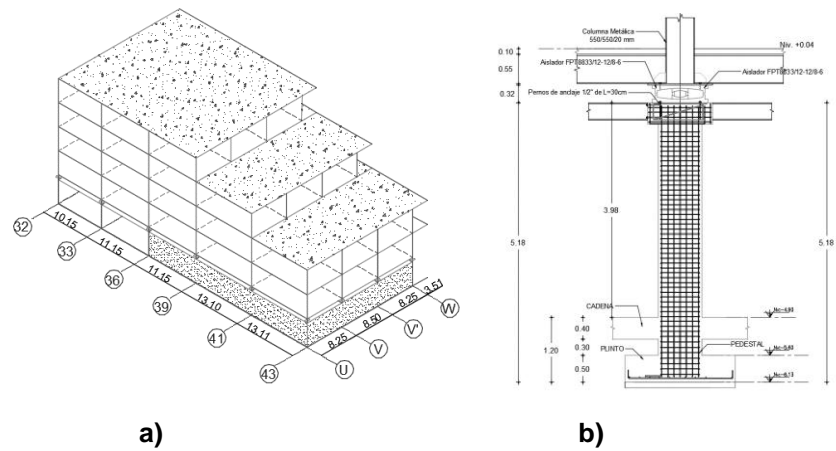 32
10.15
33
11.15
36
11.15
39
13.10
41
13.11
43
U
8.25
V
8.50
V'
8.25
W
3.51
a)
Columna Metálica
550/550/20 mm
Niv. +0.04
Aislador FPT8833/12-12/8-6
Aislador FPT8833/12-12/8-6
Pernos de anclaje 1/2" de L=30cm
0.10
0.55
0.32
3.98
5.18
5.18
CADENA
0.40
0.30
PLINTO
PEDESTAL
1.20
0.50
b)